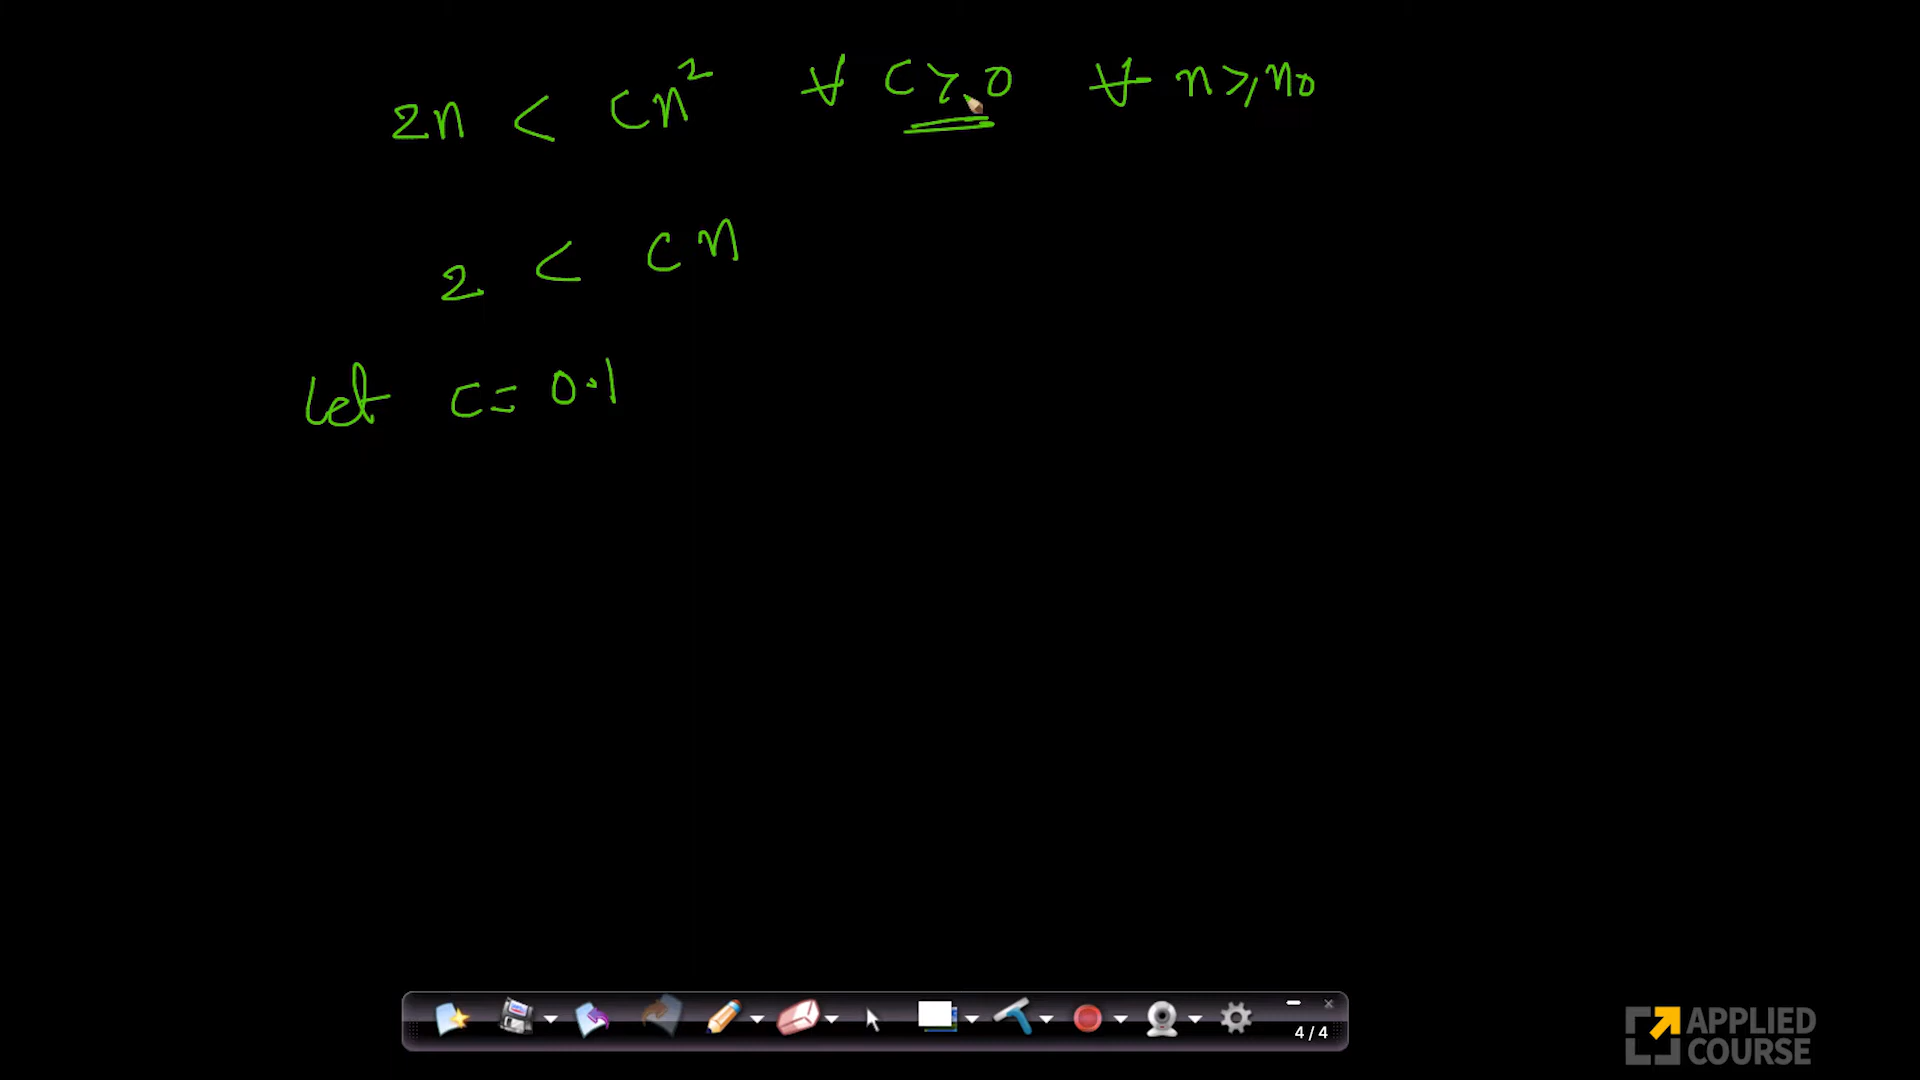 2n < Cn² ∀ C > 0 ∀ n ≥ n0
2 < Cn
Let C = 0.1
4/4
APPLIED
COURSE